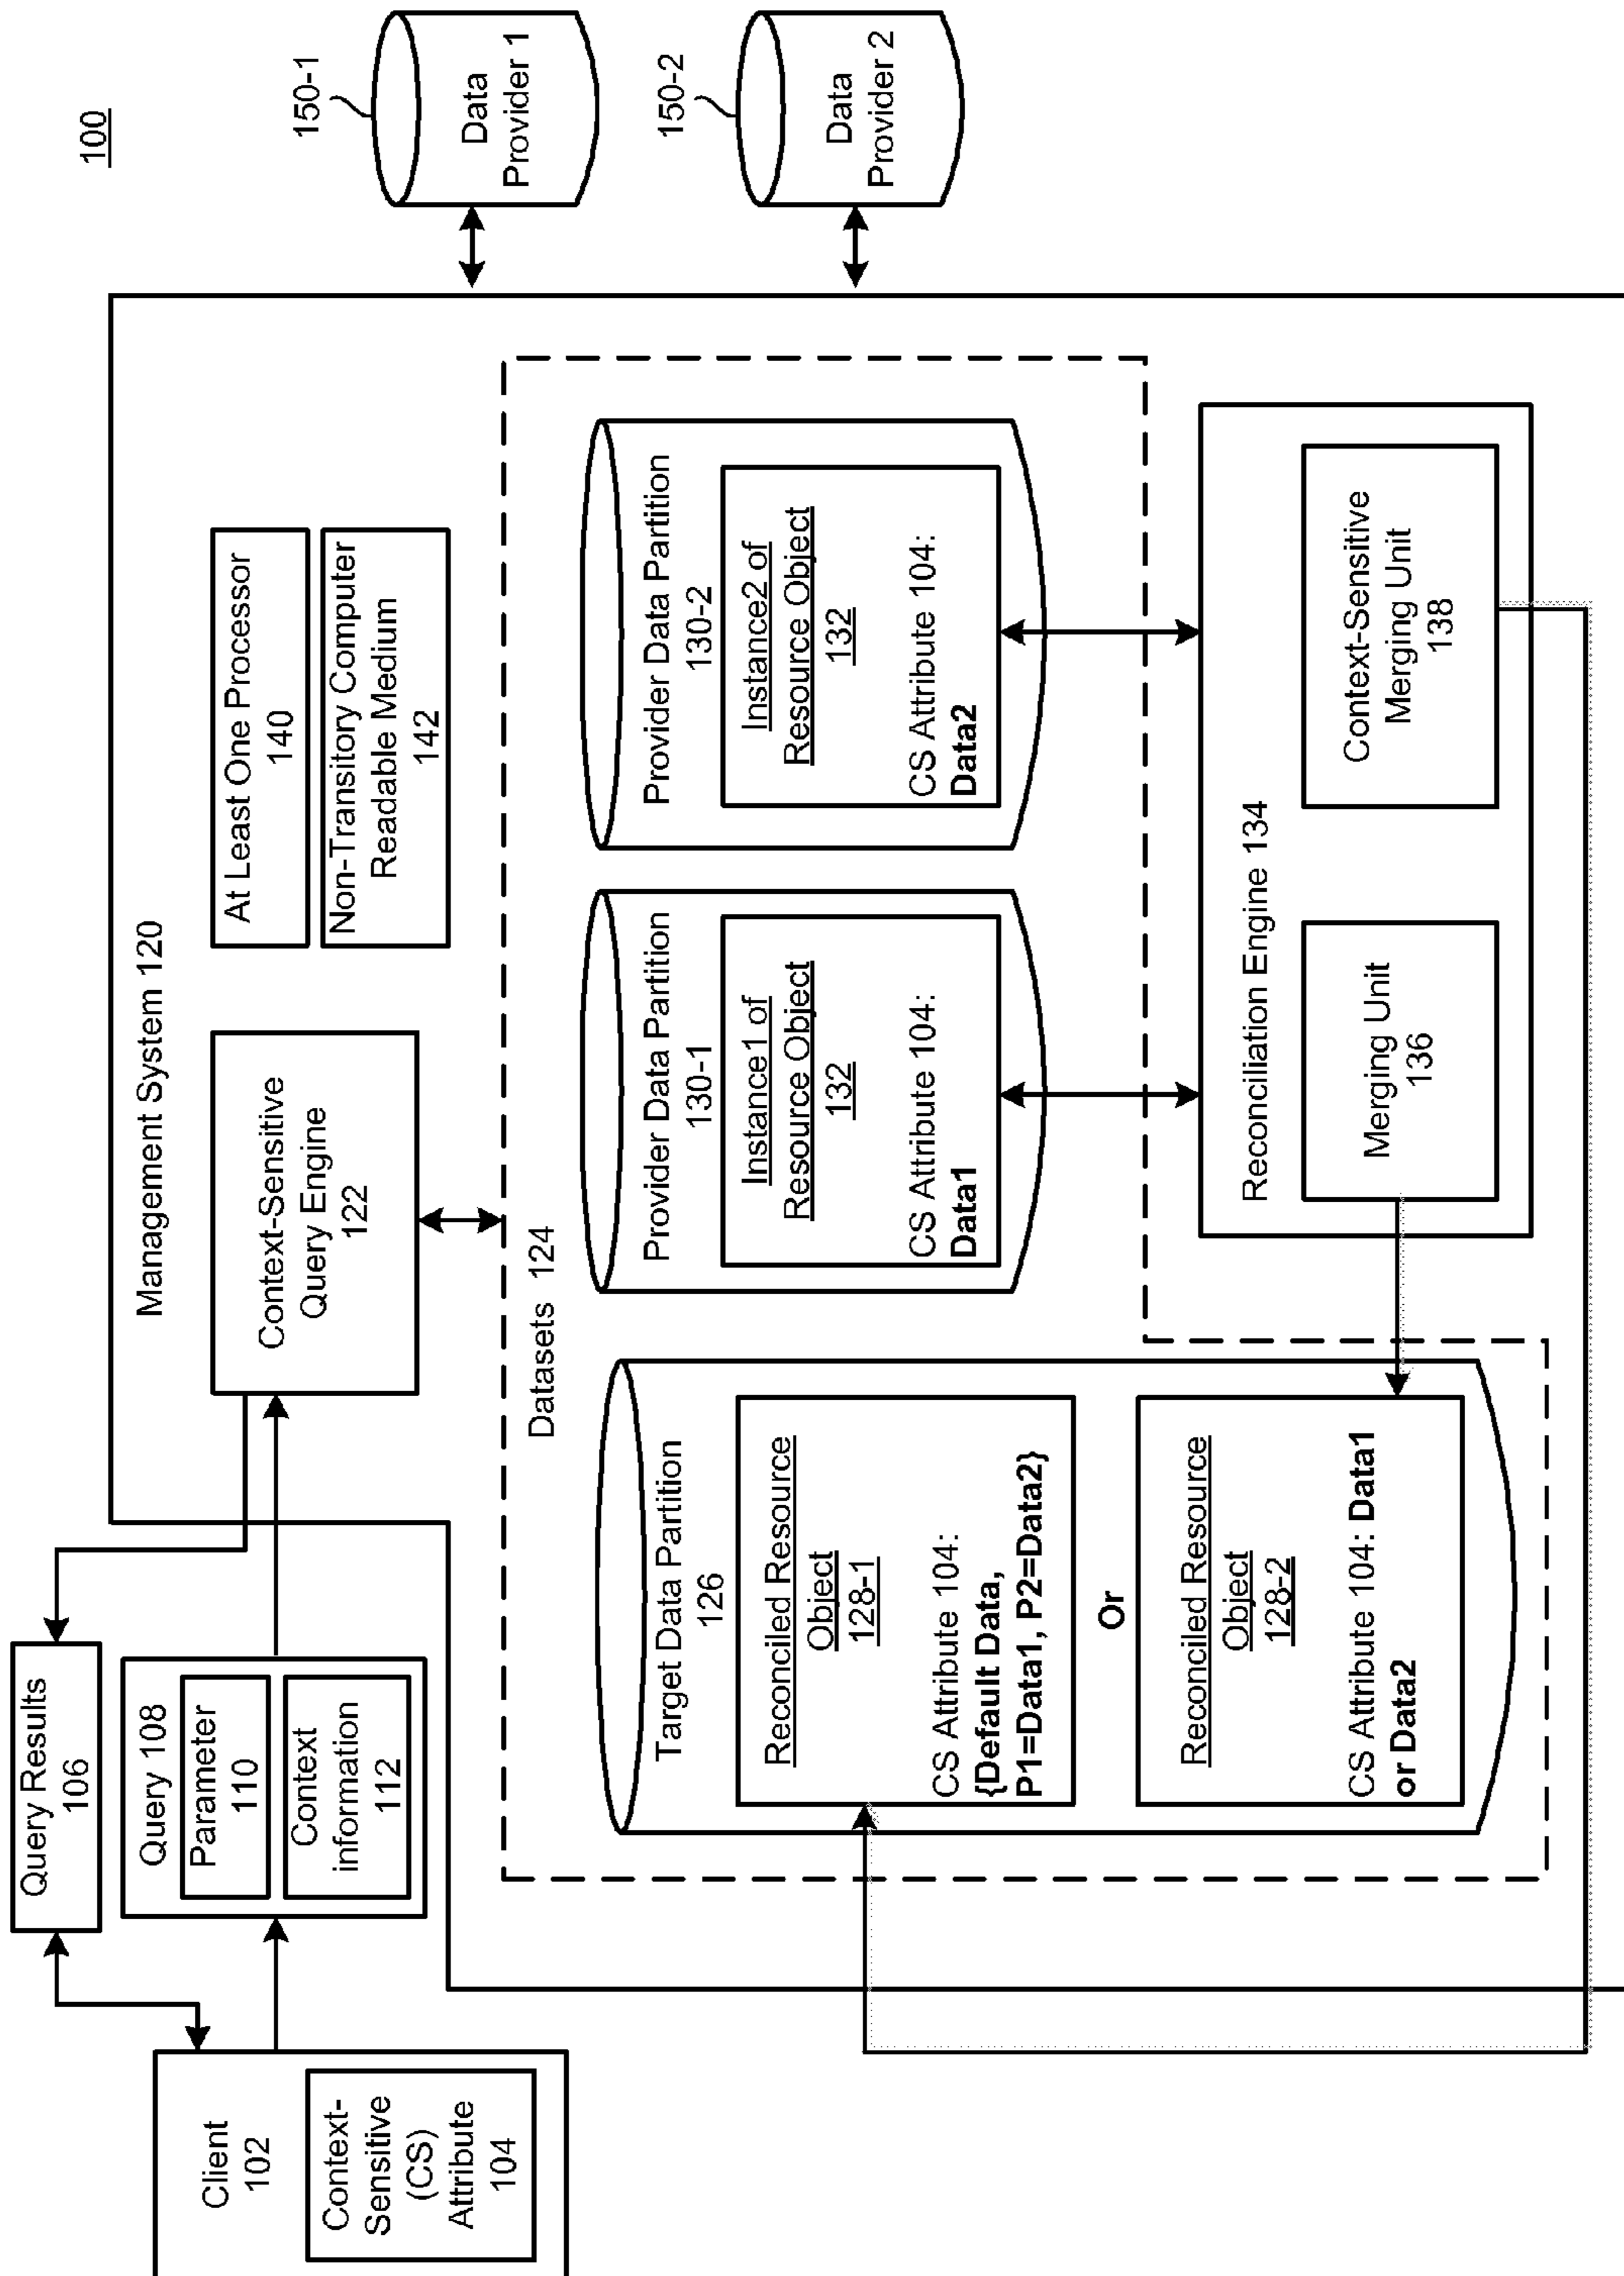 100
Client
102
Context-
Sensitive
(CS)
Attribute
104
Query Results
106
Query 108
Parameter
110
Context
information
112
Management System 120
Context-Sensitive
Query Engine
122
At Least One Processor
140
Non-Transitory Computer
Readable Medium
142
Datasets 124
Target Data Partition
126
Reconciled Resource
Object
128-1
CS Attribute 104:
{Default Data,
P1=Data1, P2=Data2}
Or
Reconciled Resource
Object
128-2
CS Attribute 104: Data1
or Data2
Provider Data Partition
130-1
Instance1 of
Resource Object
132
CS Attribute 104:
Data1
Provider Data Partition
130-2
Instance2 of
Resource Object
132
CS Attribute 104:
Data2
Reconciliation Engine 134
Merging Unit
136
Context-Sensitive
Merging Unit
138
150-1
Data
Provider 1
150-2
Data
Provider 2